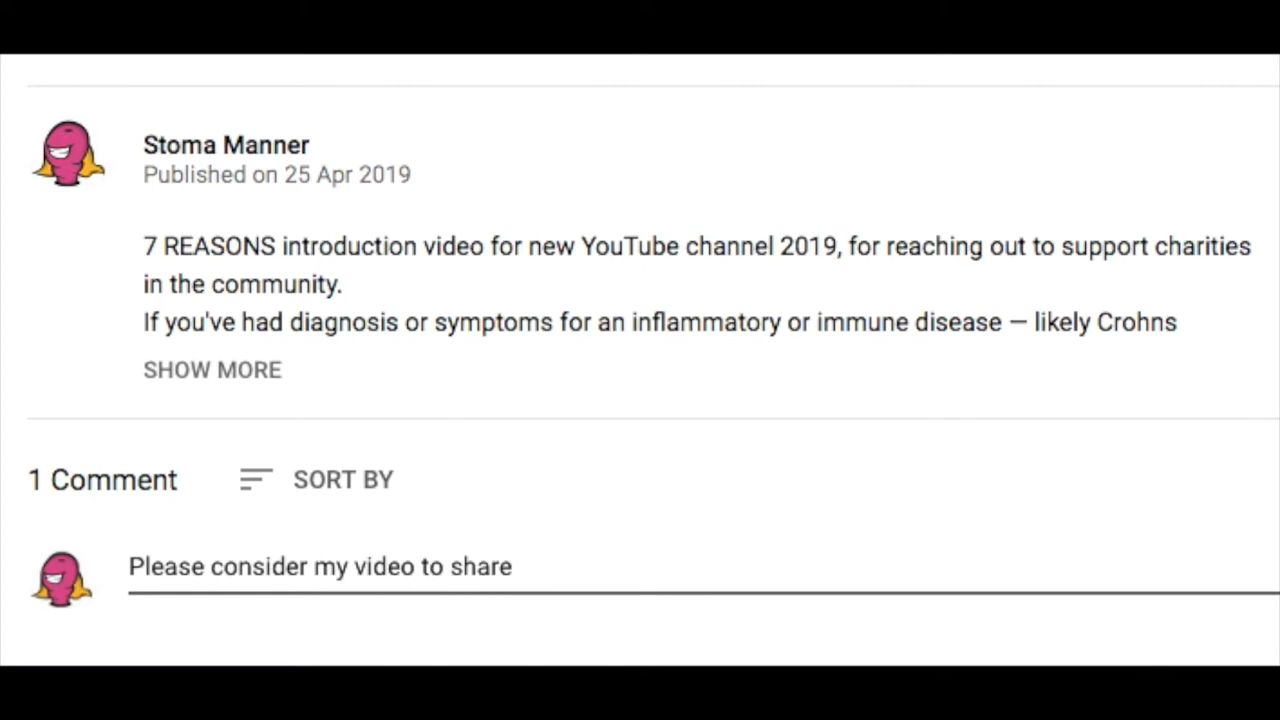 Stoma Manner
Published on 25 Apr 2019
7 REASONS introduction video for new YouTube channel 2019, for reaching out to support charities
in the community.
If you've had diagnosis or symptoms for an inflammatory or immune disease — likely Crohns
SHOW MORE
1 Comment SORT BY
Please consider my video to share